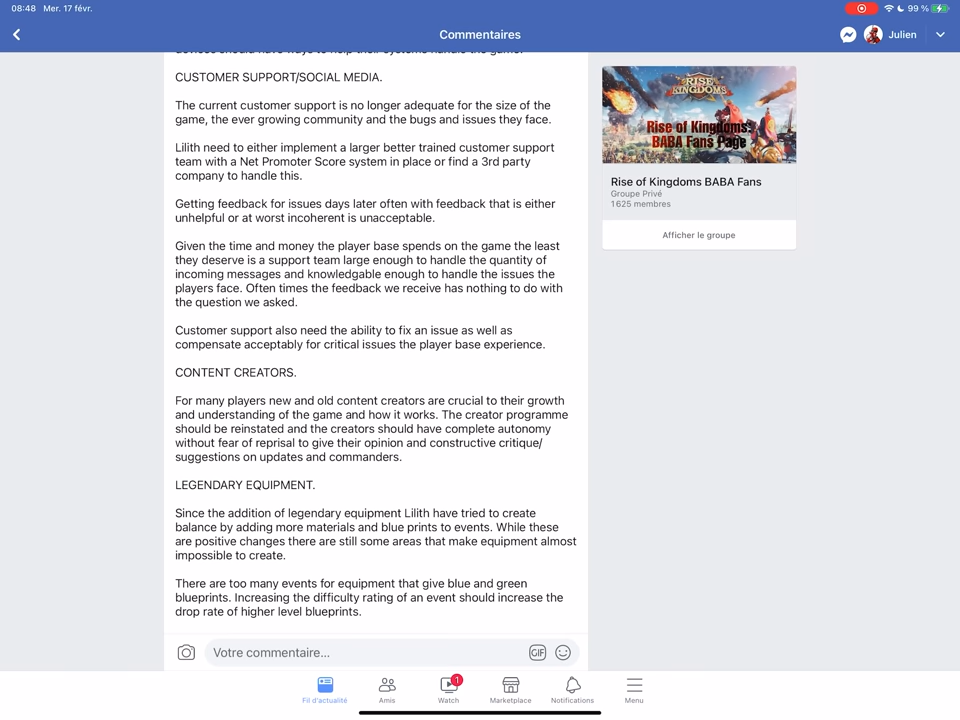 08:48 Mer. 17 févr.
99 %
Commentaires
Julien
devices should have ways to help their systems handle the game.
CUSTOMER SUPPORT/SOCIAL MEDIA.
The current customer support is no longer adequate for the size of the
game, the ever growing community and the bugs and issues they face.
Lilith need to either implement a larger better trained customer support
team with a Net Promoter Score system in place or find a 3rd party
company to handle this.
Getting feedback for issues days later often with feedback that is either
unhelpful or at worst incoherent is unacceptable.
Given the time and money the player base spends on the game the least
they deserve is a support team large enough to handle the quantity of
incoming messages and knowledgable enough to handle the issues the
players face. Often times the feedback we receive has nothing to do with
the question we asked.
Customer support also need the ability to fix an issue as well as
compensate acceptably for critical issues the player base experience.
CONTENT CREATORS.
For many players new and old content creators are crucial to their growth
and understanding of the game and how it works. The creator programme
should be reinstated and the creators should have complete autonomy
without fear of reprisal to give their opinion and constructive critique/
suggestions on updates and commanders.
LEGENDARY EQUIPMENT.
Since the addition of legendary equipment Lilith have tried to create
balance by adding more materials and blue prints to events. While these
are positive changes there are still some areas that make equipment almost
impossible to create.
There are too many events for equipment that give blue and green
blueprints. Increasing the difficulty rating of an event should increase the
drop rate of higher level blueprints.
RISE OF
KINGDOMS
Rise of Kingdoms:
BABA Fans Page
Rise of Kingdoms BABA Fans
Groupe Privé
1 625 membres
Afficher le groupe
Votre commentaire...
GIF
1
Fil d'actualité
Amis
Watch
Marketplace
Notifications
Menu